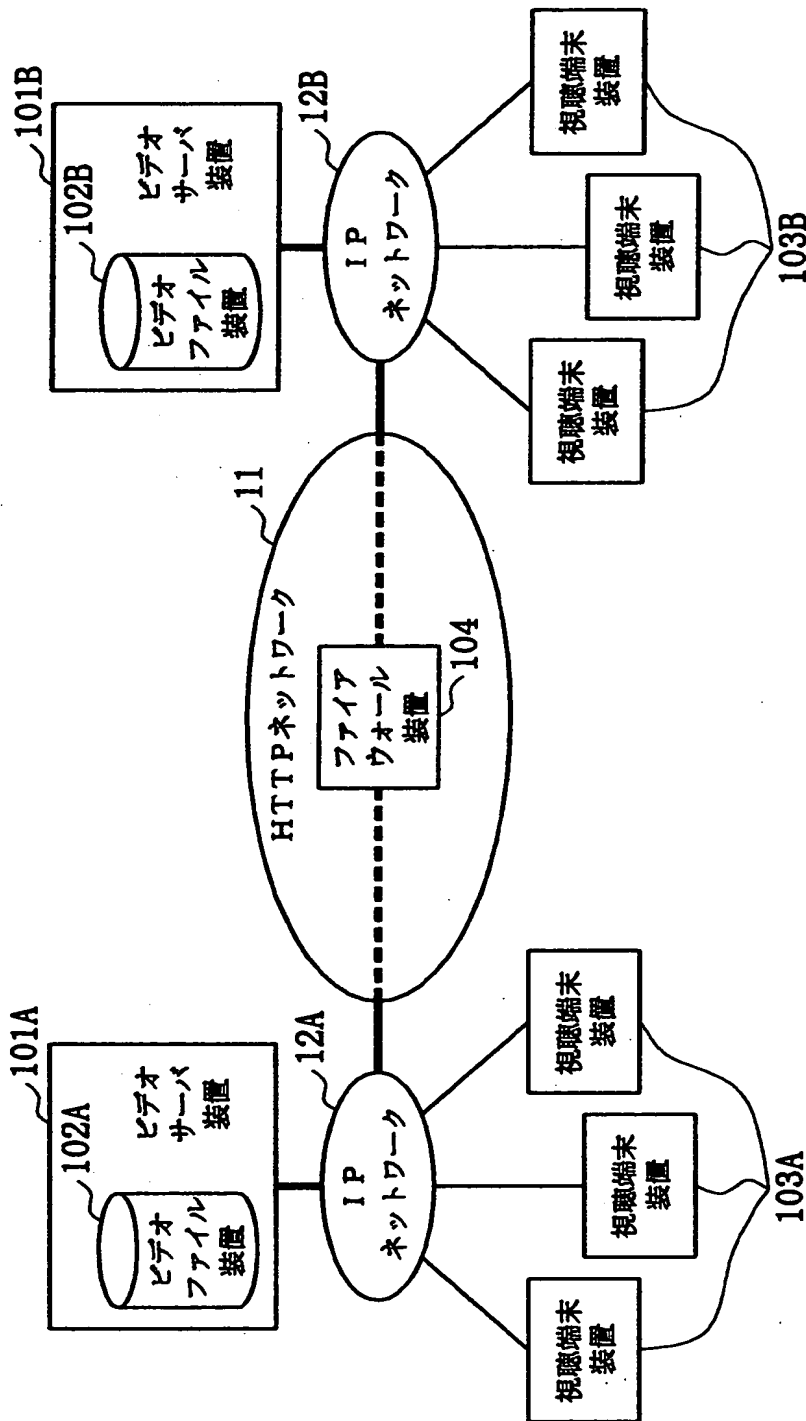 101A
102A
ビデオ
ファイル
装置
ビデオ
サーバ
装置
12A
IP
ネットワーク
視聴端末
装置
視聴端末
装置
視聴端末
装置
103A
11
HTTPネットワーク
ファイア
ウォール
装置
104
101B
102B
ビデオ
ファイル
装置
ビデオ
サーバ
装置
12B
IP
ネットワーク
視聴端末
装置
視聴端末
装置
視聴端末
装置
103B